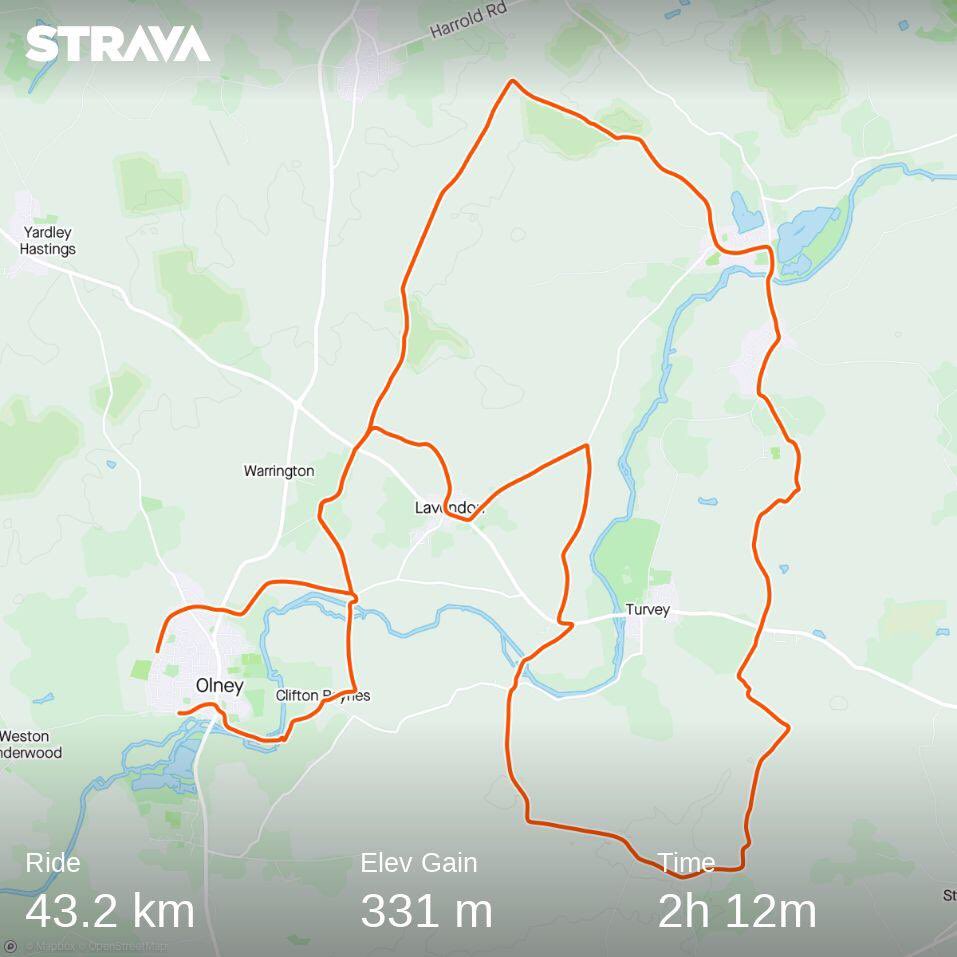 STRAVA
Harrold Rd
Yardley
Hastings
Warrington
Lavendon
Turvey
Olney
Clifton Reynes
Weston
nderwood
Ride
Elev Gain
Time
43.2 km
331 m
2h 12m
St
© Mapbox © OpenStreetMap